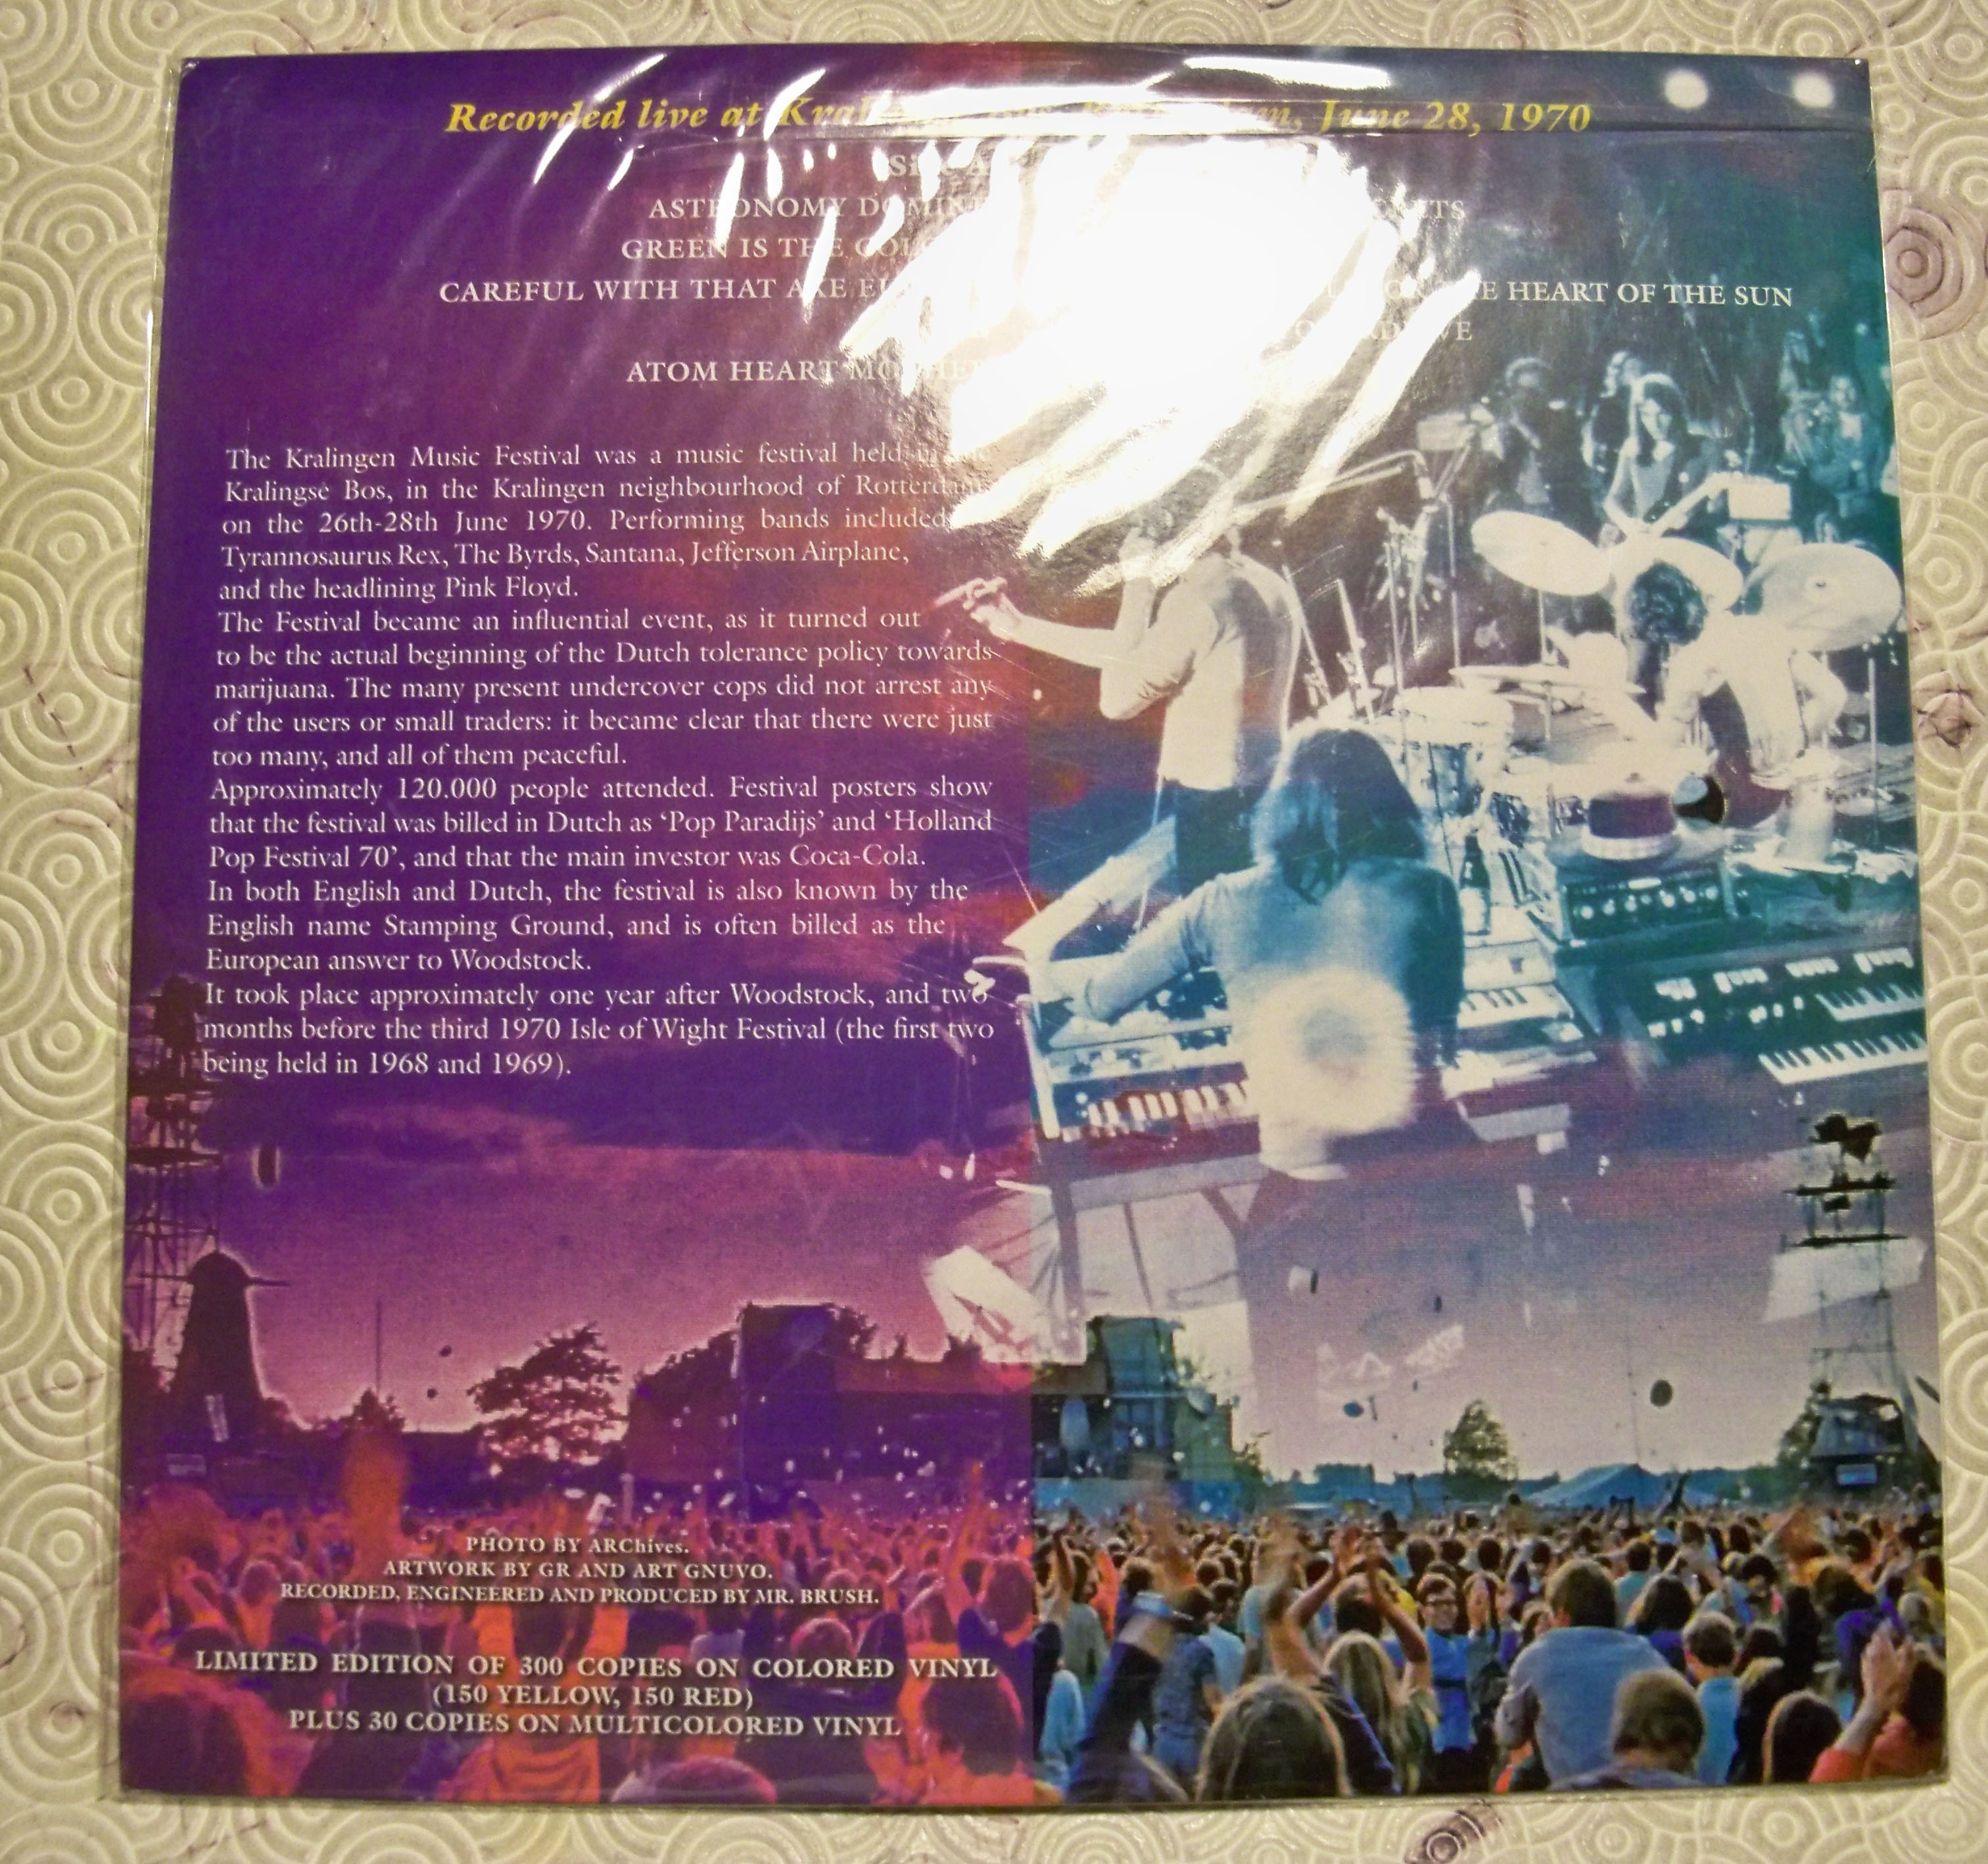 Recorded live at June 28, 1970
Side A
ASTRONOMY DOMINE
GREEN IS THE
CAREFUL WITH THAT AXE
ATOM HEART MOTHER
HEART OF THE SUN
The Kralingen Music Festival was a music festival held in the
Kralingse Bos, in the Kralingen neighbourhood of Rotterdam
on the 26th-28th June 1970. Performing bands included
Tyrannosaurus Rex, The Byrds, Santana, Jefferson Airplane,
and the headlining Pink Floyd.
The Festival became an influential event, as it turned out
to be the actual beginning of the Dutch tolerance policy towards
marijuana. The many present undercover cops did not arrest any
of the users or small traders: it became clear that there were just
too many, and all of them peaceful.
Approximately 120.000 people attended. Festival posters show
that the festival was billed in Dutch as ‘Pop Paradijs’ and ‘Holland
Pop Festival 70’, and that the main investor was Coca-Cola.
In both English and Dutch, the festival is also known by the
English name Stamping Ground, and is often billed as the
European answer to Woodstock.
It took place approximately one year after Woodstock, and two
months before the third 1970 Isle of Wight Festival (the first two
being held in 1968 and 1969).
PHOTO BY ARChives.
ARTWORK BY GR AND ART GNUVO.
RECORDED, ENGINEERED AND PRODUCED BY MR. BRUSH.
LIMITED EDITION OF 300 COPIES ON COLORED VINYL
(150 YELLOW, 150 RED)
PLUS 30 COPIES ON MULTICOLORED VINYL